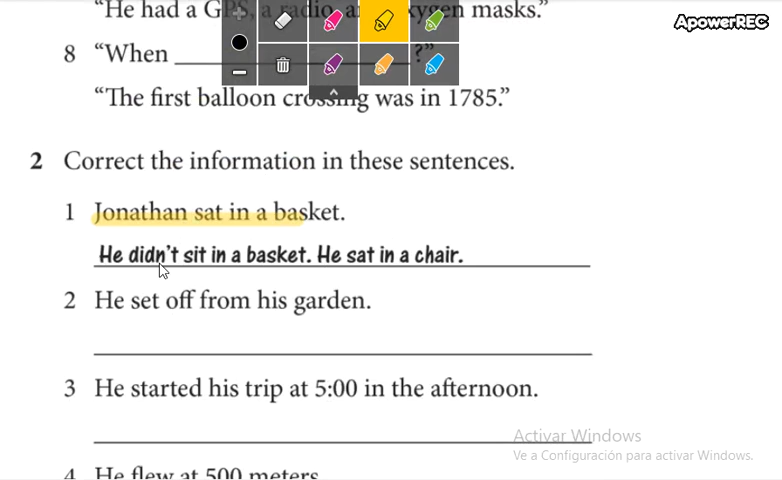 "He had a GPS, a radio, a oxygen masks."
ApowerREC
8 "When ?"
"The first balloon crossing was in 1785."
2 Correct the information in these sentences.
1 Jonathan sat in a basket.
He didn't sit in a basket. He sat in a chair.
2 He set off from his garden.
3 He started his trip at 5:00 in the afternoon.
Activar Windows
Ve a Configuración para activar Windows.
4 He flew at 500 meters